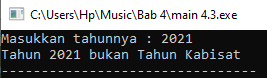 C:\Users\Hp\Music\Bab 4\main 4.3.exe
Masukkan tahunnya : 2021
Tahun 2021 bukan Tahun Kabisat
--------------------------------